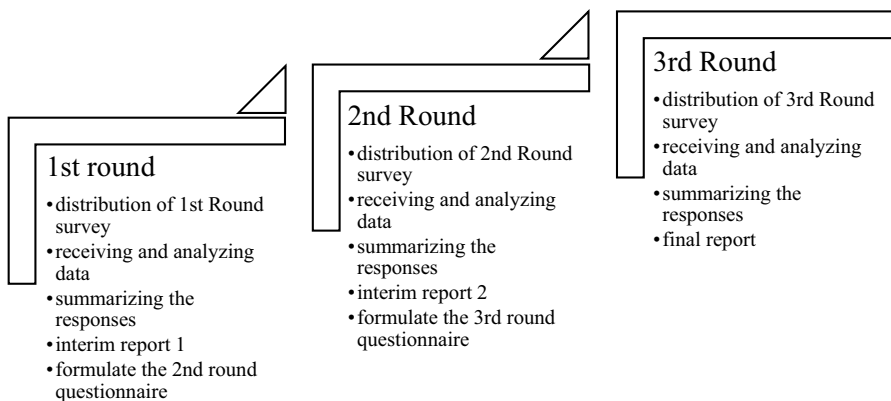 1st round
•distribution of 1st Round
survey
•receiving and analyzing
data
•summarizing the
responses
•interim report 1
•formulate the 2nd round
questionnaire
2nd Round
•distribution of 2nd Round
survey
•receiving and analyzing
data
•summarizing the
responses
•interim report 2
•formulate the 3rd round
questionnaire
3rd Round
•distribution of 3rd Round
survey
•receiving and analyzing
data
•summarizing the
responses
•final report